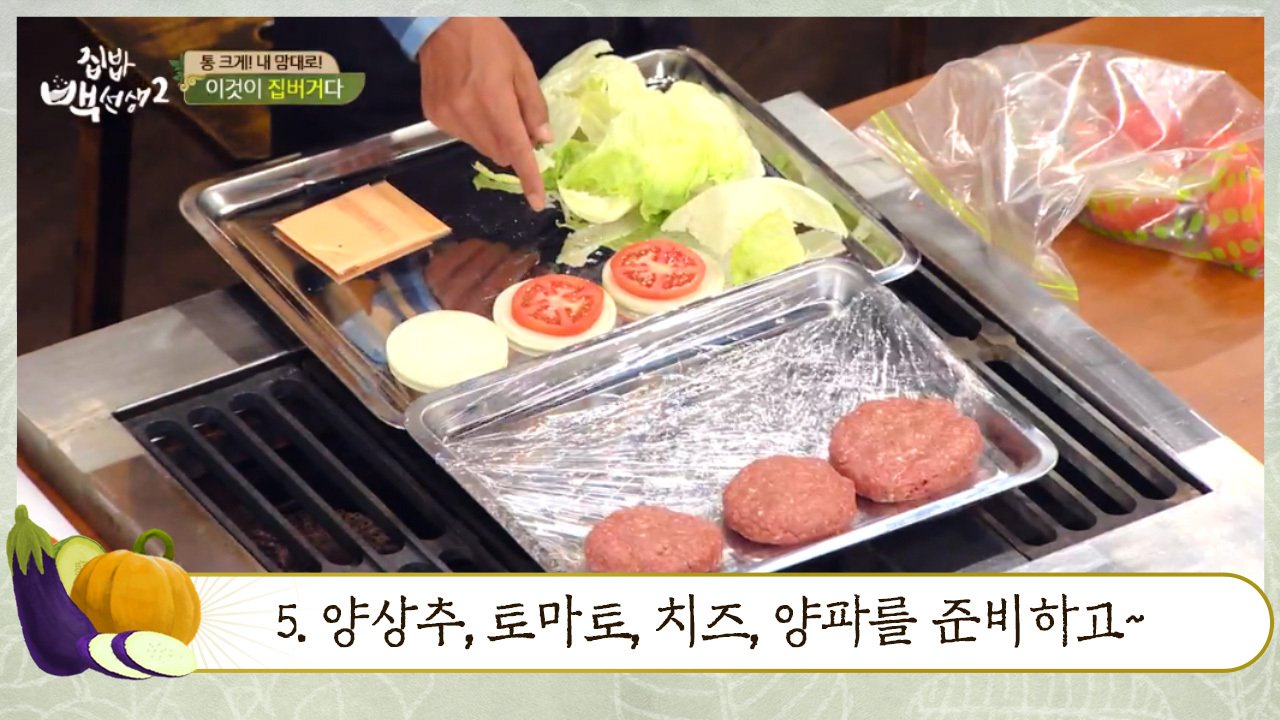 집밥
백선생2
통 크게! 내 맘대로!
이것이 집버거다
5. 양상추, 토마토, 치즈, 양파를 준비하고~